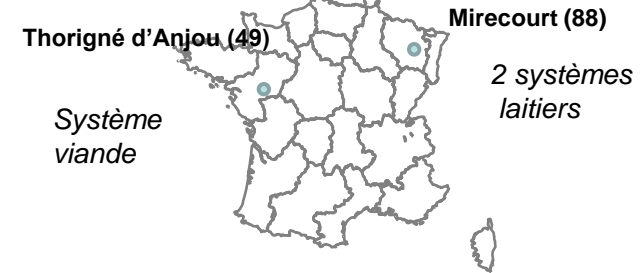 Mirecourt (88)
Thorigné d'Anjou (49)
2 systèmes
laitiers
Système
viande